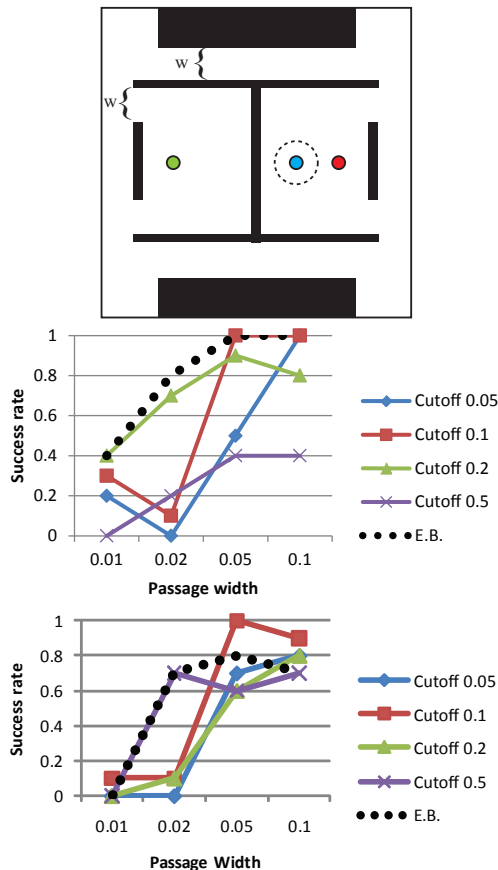 w
w
1
0.8
0.6
0.4
0.2
0
Success rate
0.01 0.02 0.05 0.1
Passage width
Cutoff 0.05
Cutoff 0.1
Cutoff 0.2
Cutoff 0.5
E.B.
1
0.8
0.6
0.4
0.2
0
Success rate
0.01 0.02 0.05 0.1
Passage Width
Cutoff 0.05
Cutoff 0.1
Cutoff 0.2
Cutoff 0.5
E.B.